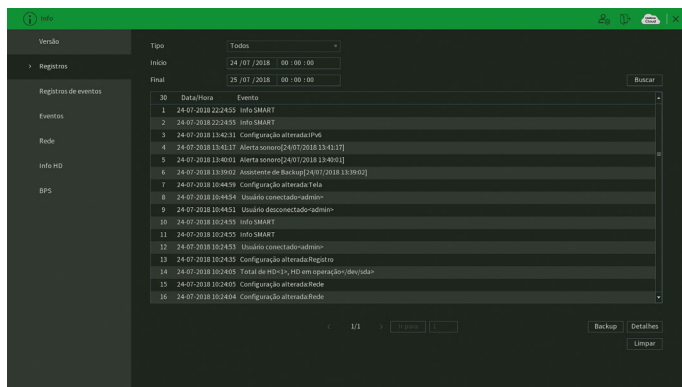 Info
Versão
Registros
Registros de eventos
Eventos
Rede
Info HD
BPS
Tipo Todos
Início 24 /07 /2018 00 : 00 : 00
Final 25 /07 /2018 00 : 00 : 00
Buscar
30 Data/Hora Evento
1 24-07-2018 22:24:55 Info SMART
2 24-07-2018 22:24:55 Info SMART
3 24-07-2018 13:42:31 Configuração alterada:IPv6
4 24-07-2018 13:41:17 Alerta sonoro[24/07/2018 13:41:17]
5 24-07-2018 13:40:01 Alerta sonoro[24/07/2018 13:40:01]
6 24-07-2018 13:39:02 Assistente de Backup[24/07/2018 13:39:02]
7 24-07-2018 10:44:59 Configuração alterada:Tela
8 24-07-2018 10:44:54 Usuário conectado<admin>
9 24-07-2018 10:44:51 Usuário desconectado<admin>
10 24-07-2018 10:24:55 Info SMART
11 24-07-2018 10:24:55 Info SMART
12 24-07-2018 10:24:53 Usuário conectado<admin>
13 24-07-2018 10:24:35 Configuração alterada:Registro
14 24-07-2018 10:24:05 Total de HD<1>, HD em operação</dev/sda>
15 24-07-2018 10:24:05 Configuração alterada:Rede
16 24-07-2018 10:24:04 Configuração alterada:Rede
1/1 Ir para 1
Backup Detalhes
Limpar